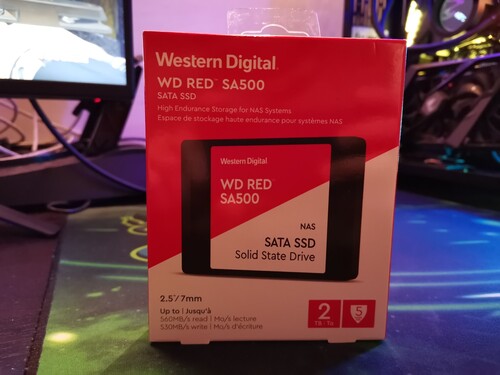 Western Digital.
WD RED™ SA500
SATA SSD
High Endurance Storage for NAS Systems
Espace de stockage haute endurance pour systèmes NAS
Western Digital
WD RED™
SA500
NAS
SATA SSD
Solid State Drive
2.5"/7mm
Up to | Jusqu'à
560MB/s read | Mo/s lecture
530MB/s write | Mo/s d'écriture
2
TB | To
5